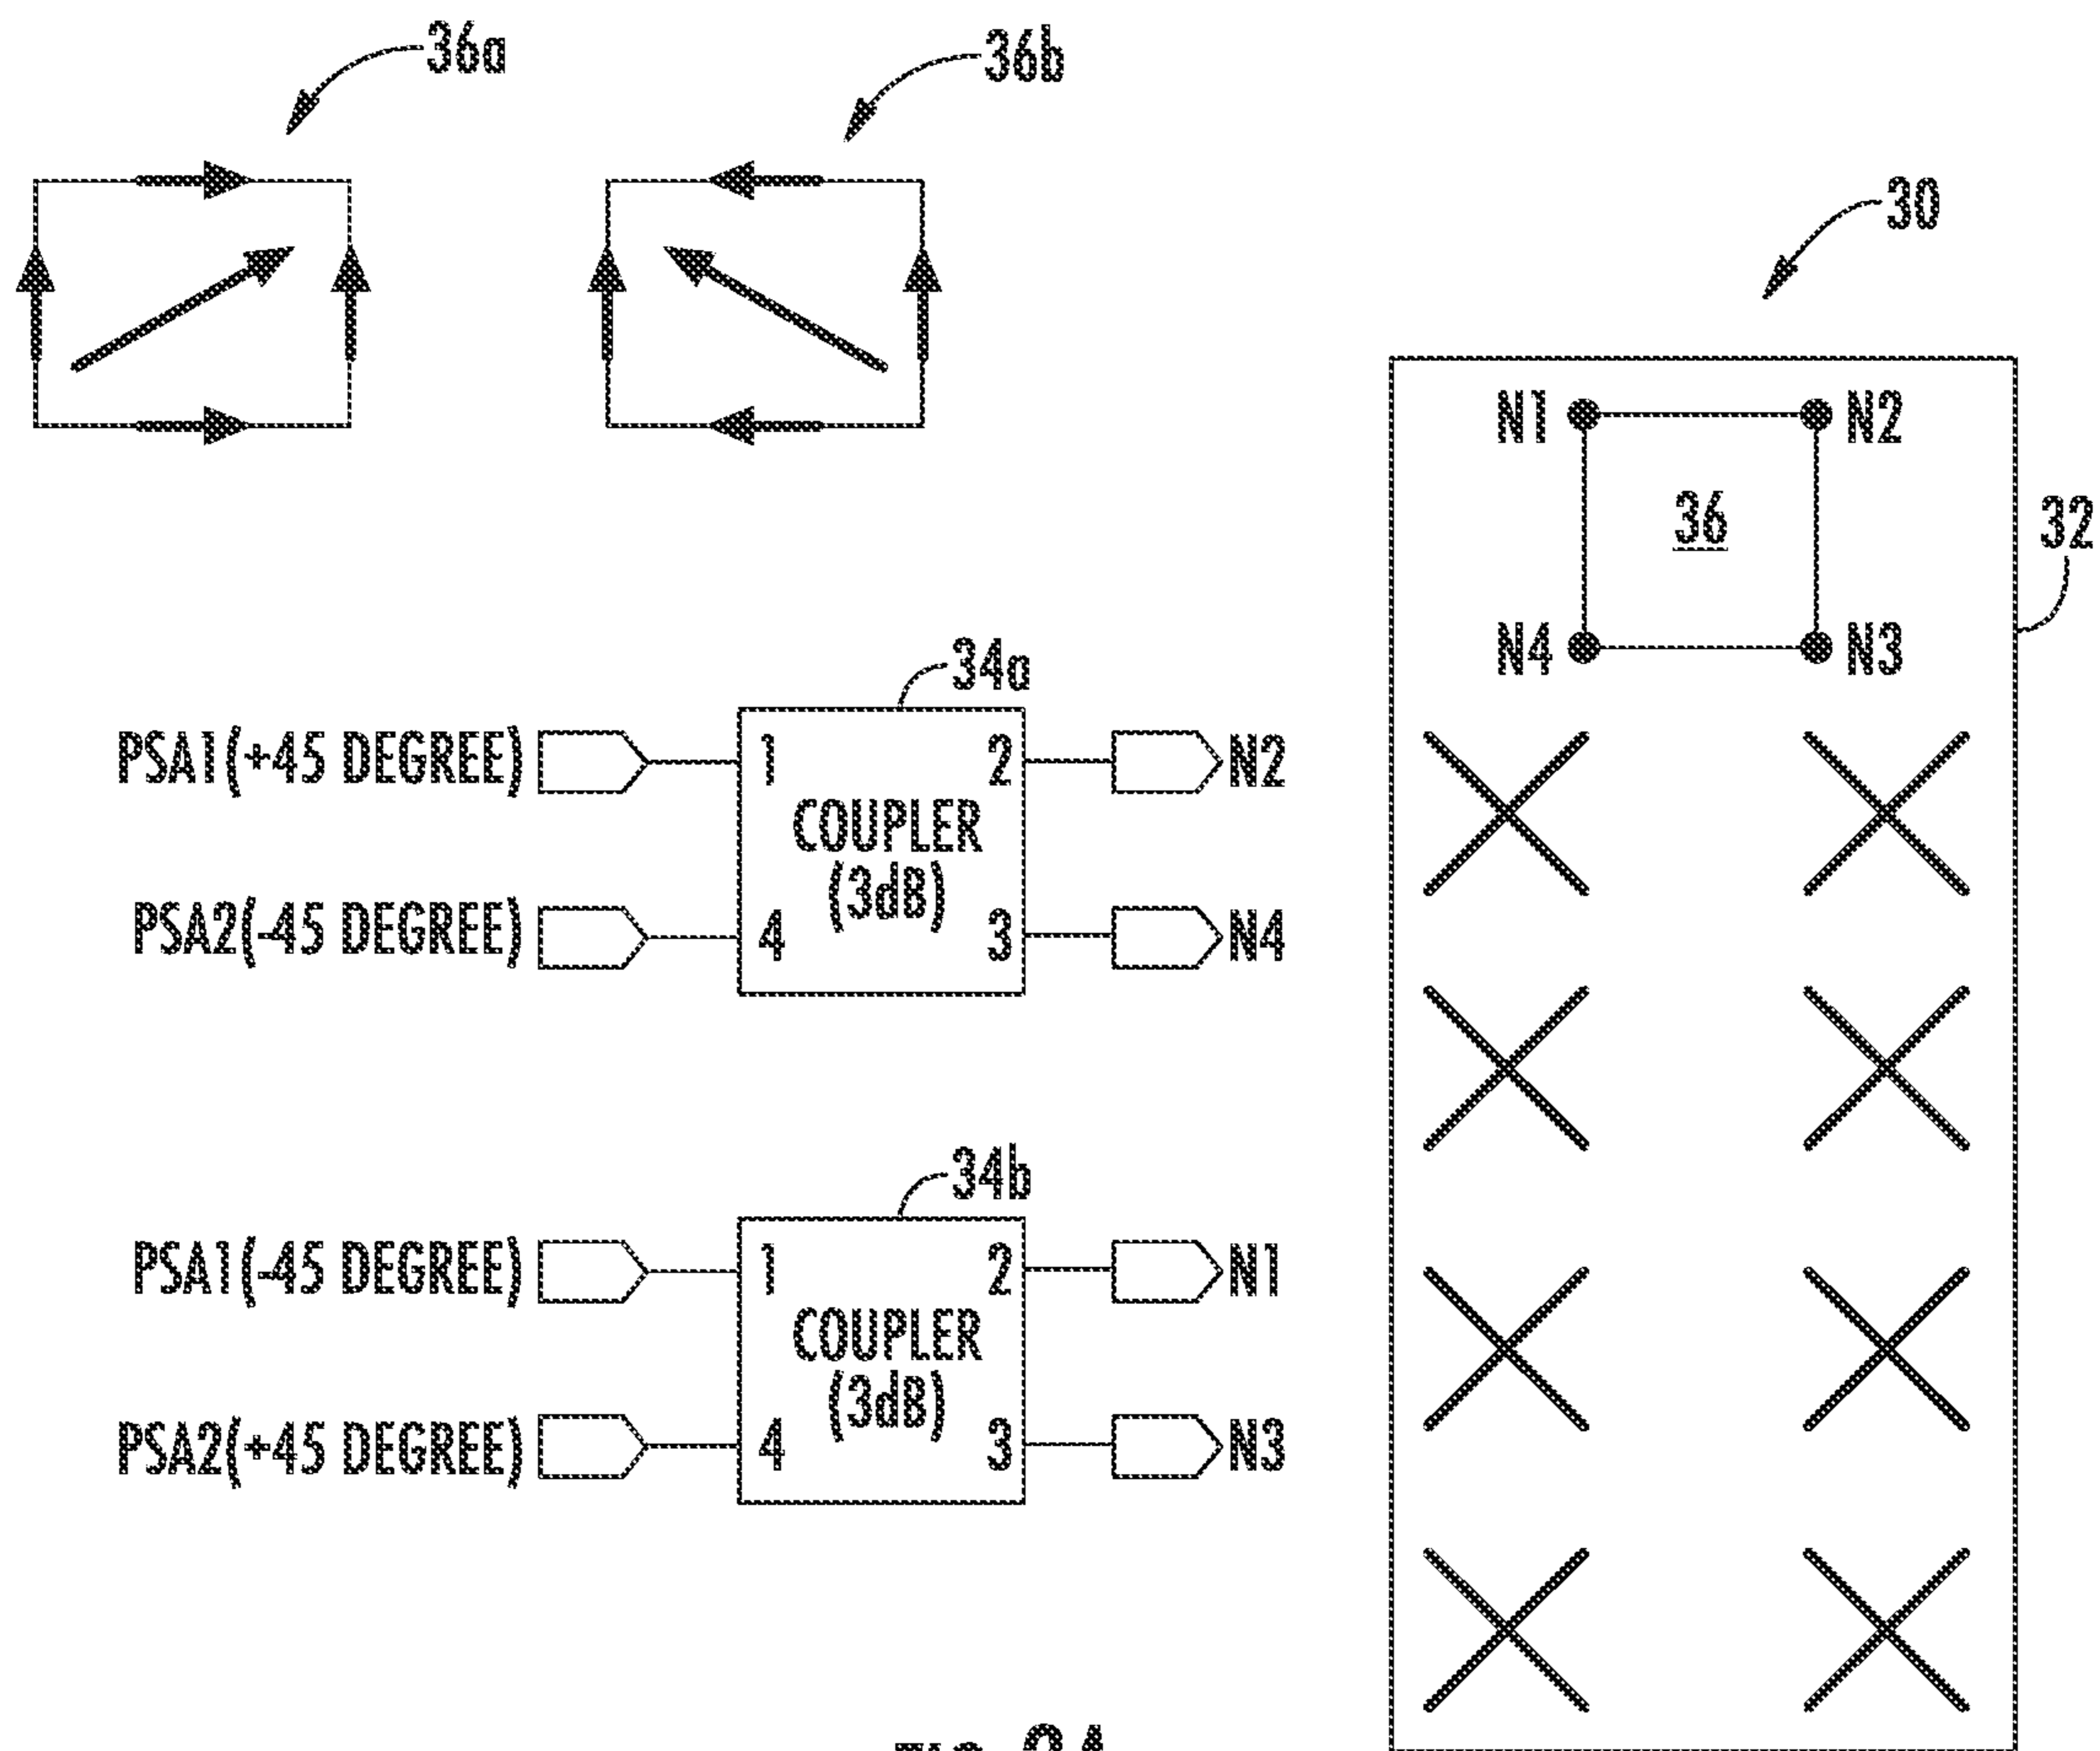 36a
36b
30
N1
N2
36
32
N4
N3
34a
PSA1(+45 DEGREE)
1
2
N2
COUPLER
(3dB)
PSA2(-45 DEGREE)
4
3
N4
34b
PSA1(-45 DEGREE)
1
2
N1
COUPLER
(3dB)
PSA2(+45 DEGREE)
4
3
N3